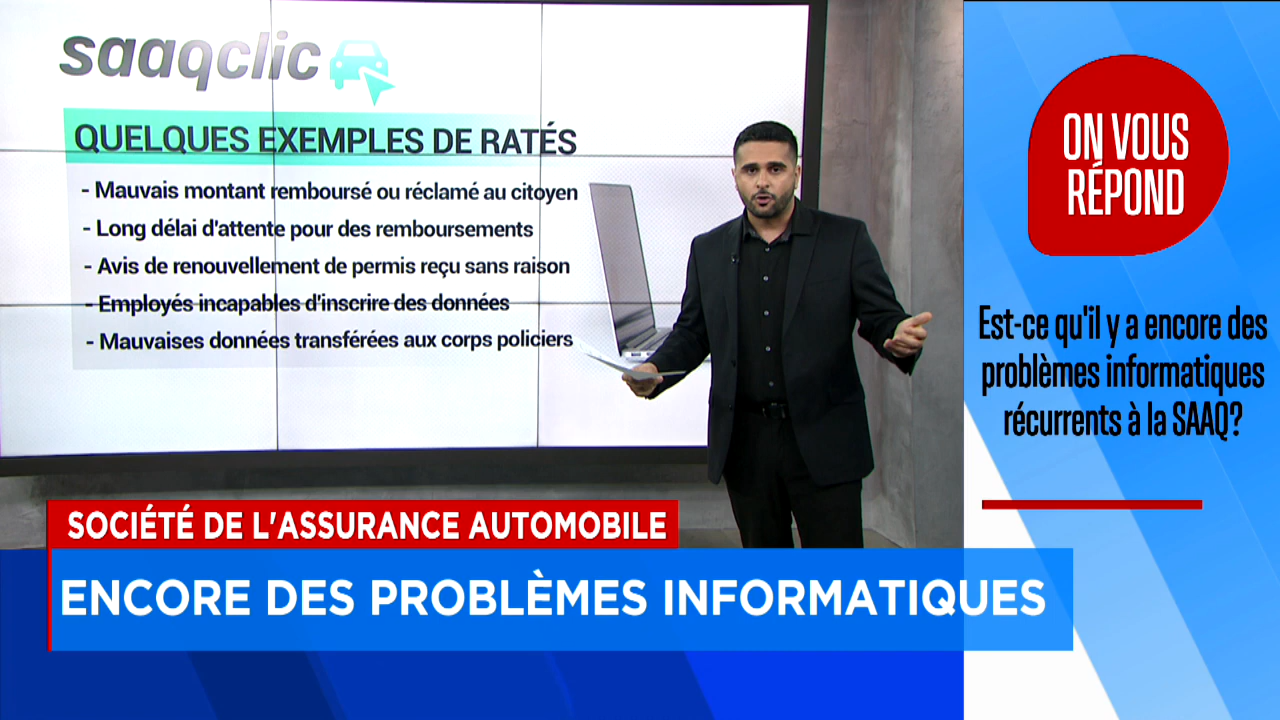 saaqclic
QUELQUES EXEMPLES DE RATÉS
- Mauvais montant remboursé ou réclamé au citoyen
- Long délai d'attente pour des remboursements
- Avis de renouvellement de permis reçu sans raison
- Employés incapables d'inscrire des données
- Mauvaises données transférées aux corps policiers
ON VOUS
RÉPOND
Est-ce qu'il y a encore des
problèmes informatiques
récurrents à la SAAQ?
SOCIÉTÉ DE L'ASSURANCE AUTOMOBILE
ENCORE DES PROBLÈMES INFORMATIQUES